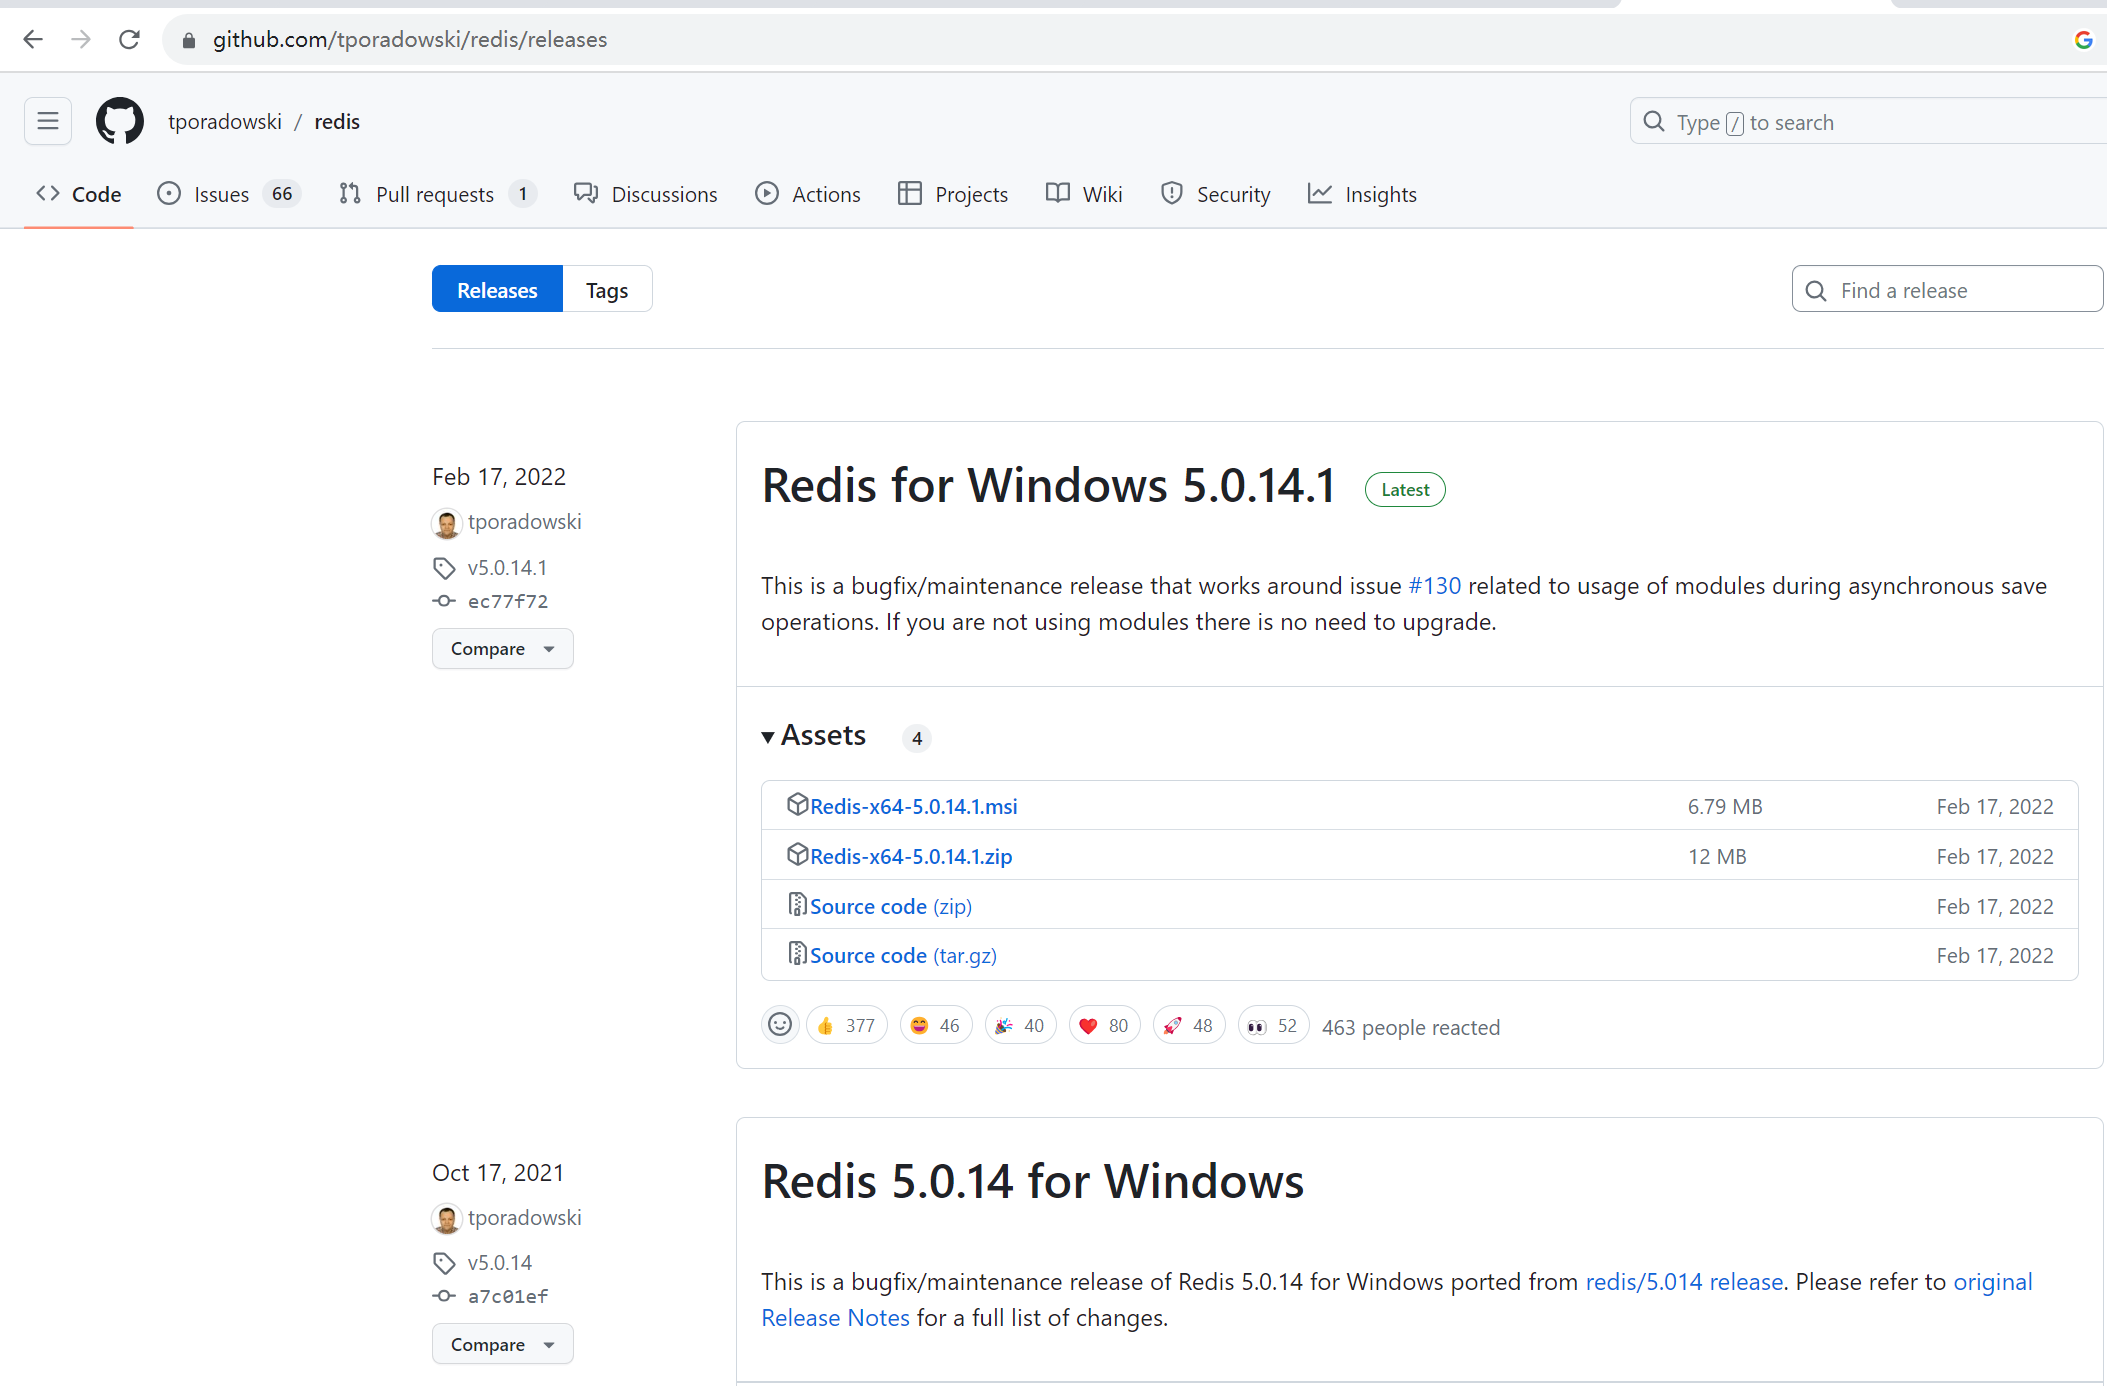 github.com/tporadowski/redis/releases
tporadowski / redis
Type / to search
Code Issues 66 Pull requests 1 Discussions Actions Projects Wiki Security Insights
Releases Tags
Find a release
Feb 17, 2022
tporadowski
v5.0.14.1
ec77f72
Compare
Redis for Windows 5.0.14.1 Latest
This is a bugfix/maintenance release that works around issue #130 related to usage of modules during asynchronous save
operations. If you are not using modules there is no need to upgrade.
Assets 4
Redis-x64-5.0.14.1.msi 6.79 MB Feb 17, 2022
Redis-x64-5.0.14.1.zip 12 MB Feb 17, 2022
Source code (zip) Feb 17, 2022
Source code (tar.gz) Feb 17, 2022
377 46 40 80 48 52 463 people reacted
Oct 17, 2021
tporadowski
v5.0.14
a7c01ef
Compare
Redis 5.0.14 for Windows
This is a bugfix/maintenance release of Redis 5.0.14 for Windows ported from redis/5.014 release. Please refer to original
Release Notes for a full list of changes.